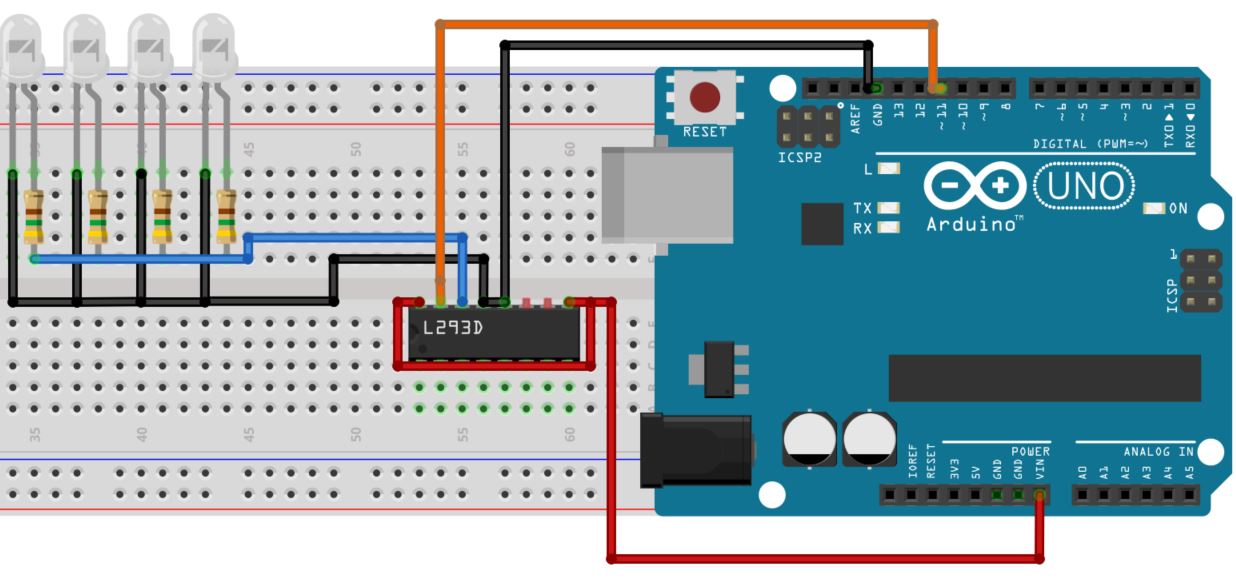 35
45
50
55
60
RESET
ICSP2
AREF
GND
13
12
~11
~10
~9
8
7
~6
~5
4
~3
2
TX0▶1
RX0◀0
DIGITAL (PWM=~)
L
TX
RX
Arduino™
UNO
ON
1
ICSP
L293D
35
40
45
50
55
60
IOREF
RESET
3V3
5V
GND
GND
VIN
POWER
ANALOG IN
A0
A1
A2
A3
A4
A5